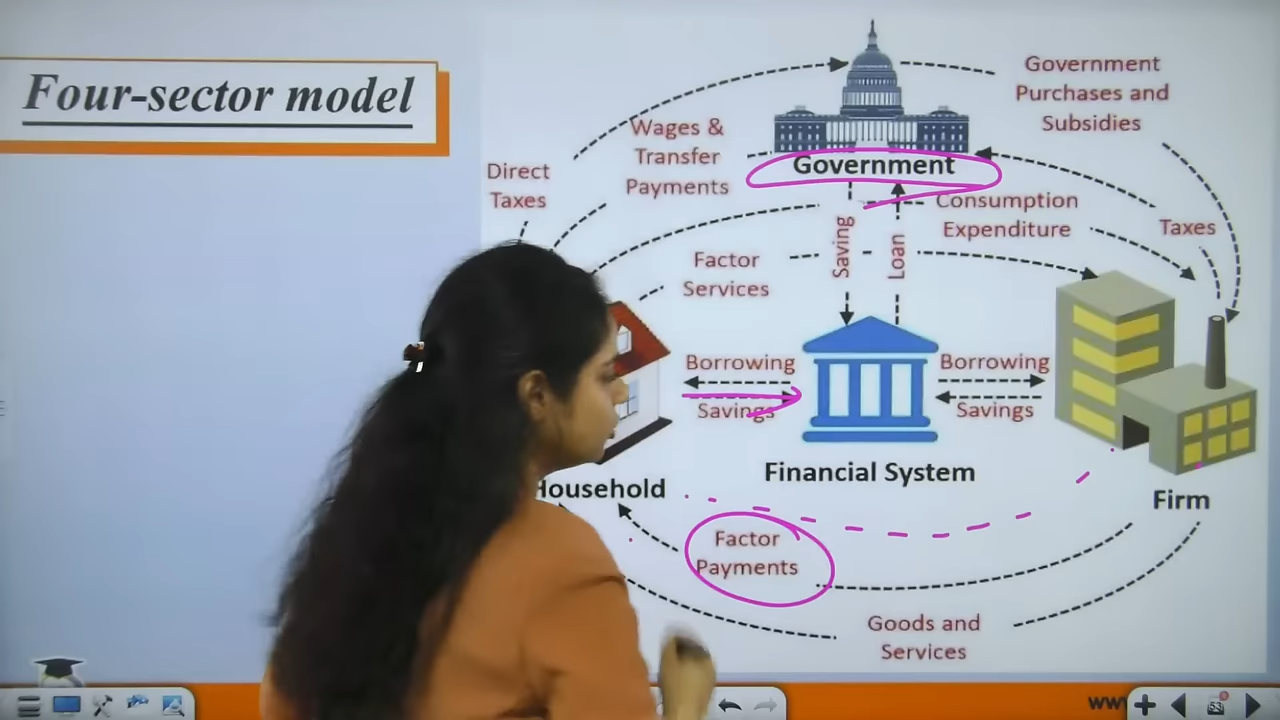 Four-sector model
Government
Purchases and
Subsidies
Wages &
Transfer
Payments
Direct
Taxes
Government
Consumption
Expenditure
Taxes
Saving
Loan
Factor
Services
Borrowing
Savings
Borrowing
Savings
Financial System
Household
Firm
Factor
Payments
Goods and
Services
53